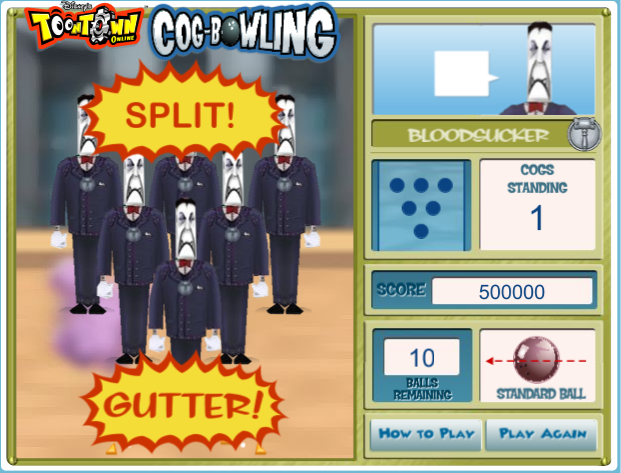 Disney's
TOONTOWN
ONLINE
COG-BOWLING
SPLIT!
GUTTER!
BLOODSUCKER
COGS
STANDING
1
SCORE 500000
10
BALLS
REMAINING
STANDARD BALL
HOW TO PLAY PLAY AGAIN